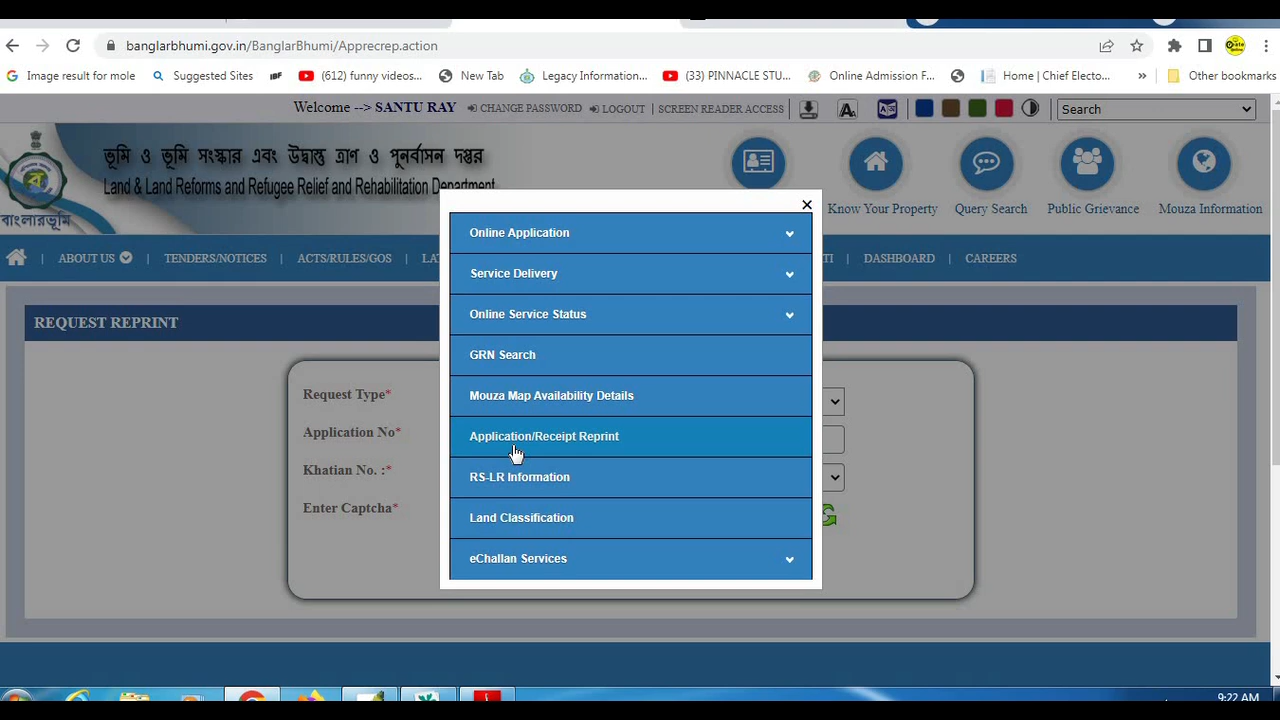 banglarbhumi.gov.in/BanglarBhumi/Apprecrep.action
Image result for mole
Suggested Sites
(612) funny videos...
New Tab
Legacy Information...
(33) PINNACLE STU...
Online Admission F...
Home | Chief Electo...
»
Other bookmarks
Welcome --> SANTU RAY
CHANGE PASSWORD
LOGOUT | SCREEN READER ACCESS
Search
ভূমি ও ভূমি সংস্কার এবং উদ্বাস্তু ত্রাণ ও পুনর্বাসন দপ্তর
Land & Land Reforms and Refugee Relief and Rehabilitation Department
বাংলারভূমি
Know Your Property
Query Search
Public Grievance
Mouza Information
ABOUT US
TENDERS/NOTICES
ACTS/RULES/GOS
DASHBOARD
CAREERS
REQUEST REPRINT
Request Type*
Application No*
Khatian No. :*
Enter Captcha*
×
Online Application
Service Delivery
Online Service Status
GRN Search
Mouza Map Availability Details
Application/Receipt Reprint
RS-LR Information
Land Classification
eChallan Services
9:22 AM